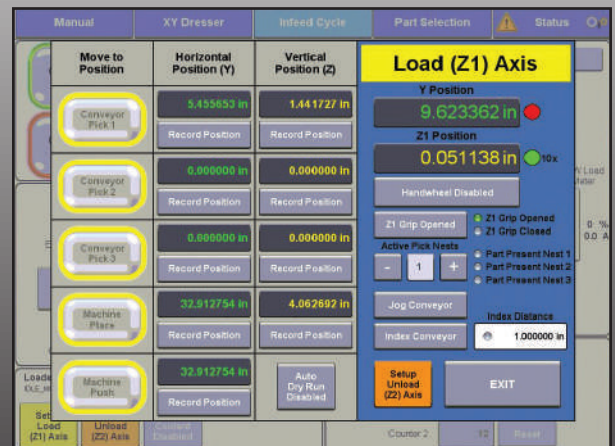 Manual XY Dresser Infeed Cycle Part Selection Status
Move to Position
Horizontal Position (Y)
Vertical Position (Z)
Conveyor Pick 1
5.455653 in
Record Position
1.441727 in
Record Position
Conveyor Pick 2
0.000000 in
Record Position
0.000000 in
Record Position
Conveyor Pick 3
0.000000 in
Record Position
0.000000 in
Record Position
Machine Place
32.912754 in
Record Position
4.062692 in
Record Position
Machine Push
32.912754 in
Record Position
Auto Dry Run Disabled
Load (Z1) Axis
Y Position
9.623362 in
Z1 Position
0.051138 in
10x
Handwheel Disabled
Z1 Grip Opened
Z1 Grip Opened
Z1 Grip Closed
Active Pick Nests
- 1 +
Part Present Nest 1
Part Present Nest 2
Part Present Nest 3
Jog Conveyor
Index Distance
Index Conveyor
1.000000 in
Setup Unload (Z2) Axis
EXIT
Load
0 %
0.0 A
Load (Z1) Axis
Unload (Z2) Axis
Disabled
Counter 2
Reset